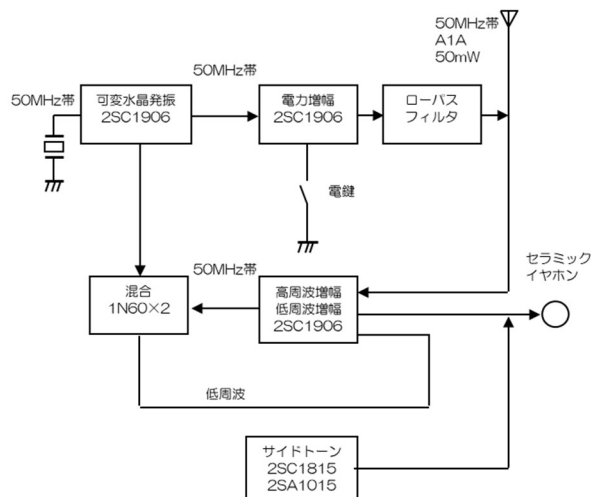 50MHz帯
A1A
50mW
50MHz帯
50MHz帯
可変水晶発振
2SC1906
電力増幅
2SC1906
ローパス
フィルタ
電鍵
セラミック
イヤホン
50MHz帯
混合
1N60×2
高周波増幅
低周波増幅
2SC1906
低周波
サイドトーン
2SC1815
2SA1015